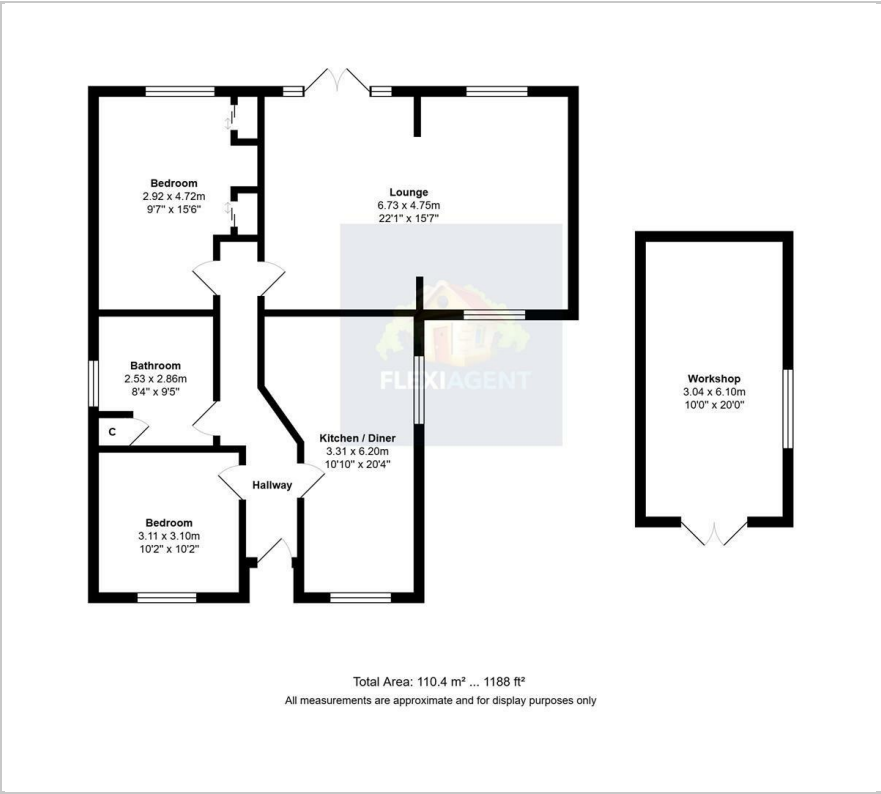 Bedroom
2.92 x 4.72m
9'7" x 15'6"
Lounge
6.73 x 4.75m
22'1" x 15'7"
Bathroom
2.53 x 2.86m
8'4" x 9'5"
C
FLEXIAGENT
Workshop
3.04 x 6.10m
10'0" x 20'0"
Kitchen / Diner
3.31 x 6.20m
10'10" x 20'4"
Hallway
Bedroom
3.11 x 3.10m
10'2" x 10'2"
Total Area: 110.4 m² ... 1188 ft²
All measurements are approximate and for display purposes only